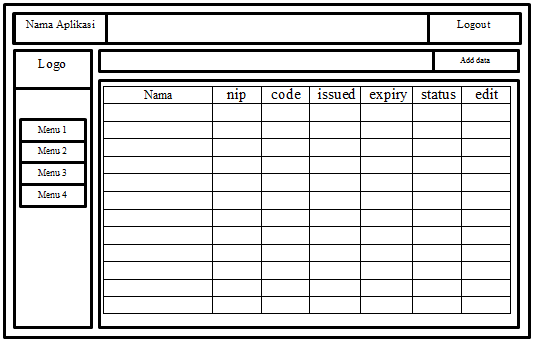 Nama Aplikasi Logout
Logo
Add data
Nama nip code issued expiry status edit
Menu 1
Menu 2
Menu 3
Menu 4